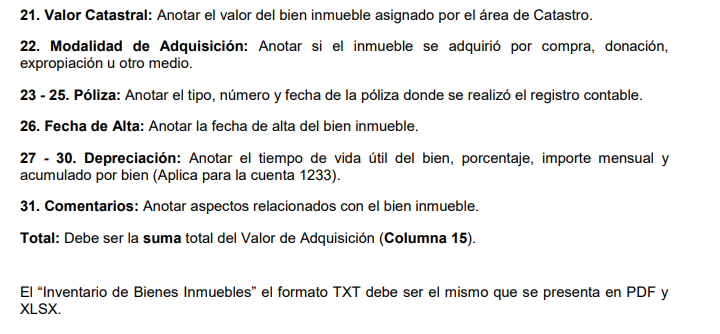 21. Valor Catastral: Anotar el valor del bien inmueble asignado por el área de Catastro.
22. Modalidad de Adquisición: Anotar si el inmueble se adquirió por compra, donación,
expropiación u otro medio.
23 - 25. Póliza: Anotar el tipo, número y fecha de la póliza donde se realizó el registro contable.
26. Fecha de Alta: Anotar la fecha de alta del bien inmueble.
27 - 30. Depreciación: Anotar el tiempo de vida útil del bien, porcentaje, importe mensual y
acumulado por bien (Aplica para la cuenta 1233).
31. Comentarios: Anotar aspectos relacionados con el bien inmueble.
Total: Debe ser la suma total del Valor de Adquisición (Columna 15).
El “Inventario de Bienes Inmuebles” el formato TXT debe ser el mismo que se presenta en PDF y
XLSX.